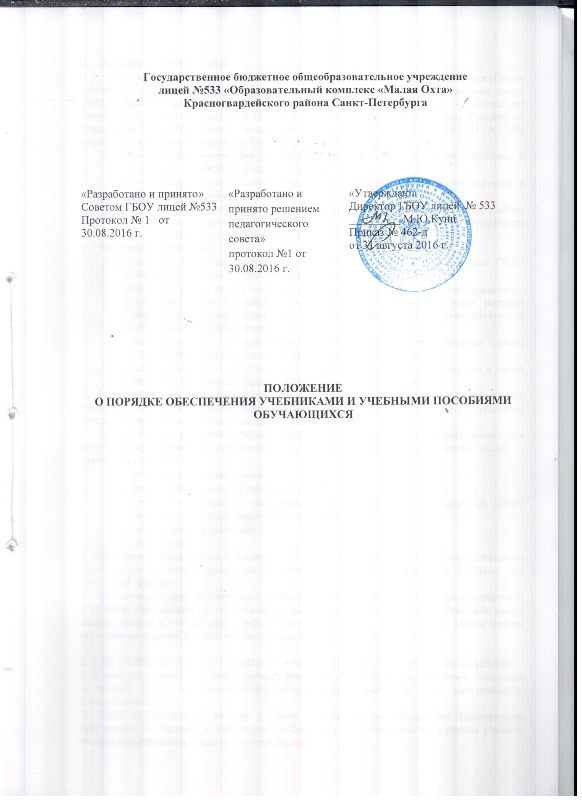 Государственное бюджетное общеобразовательное учреждение
лицей №533 «Образовательный комплекс «Малая Охта»
Красногвардейского района Санкт-Петербурга
«Разработано и принято»
Советом ГБОУ лицей №533
Протокол № 1 от
30.08.2016 г.
«Разработано и
принято решением
педагогического
совета»
протокол №1 от
30.08.2016 г.
«Утверждаю»
Директор ГБОУ лицей № 533
М.Ю.Кунц
Приказ № 462-д
от 31 августа 2016 г.
ПОЛОЖЕНИЕ
О ПОРЯДКЕ ОБЕСПЕЧЕНИЯ УЧЕБНИКАМИ И УЧЕБНЫМИ ПОСОБИЯМИ
ОБУЧАЮЩИХСЯ